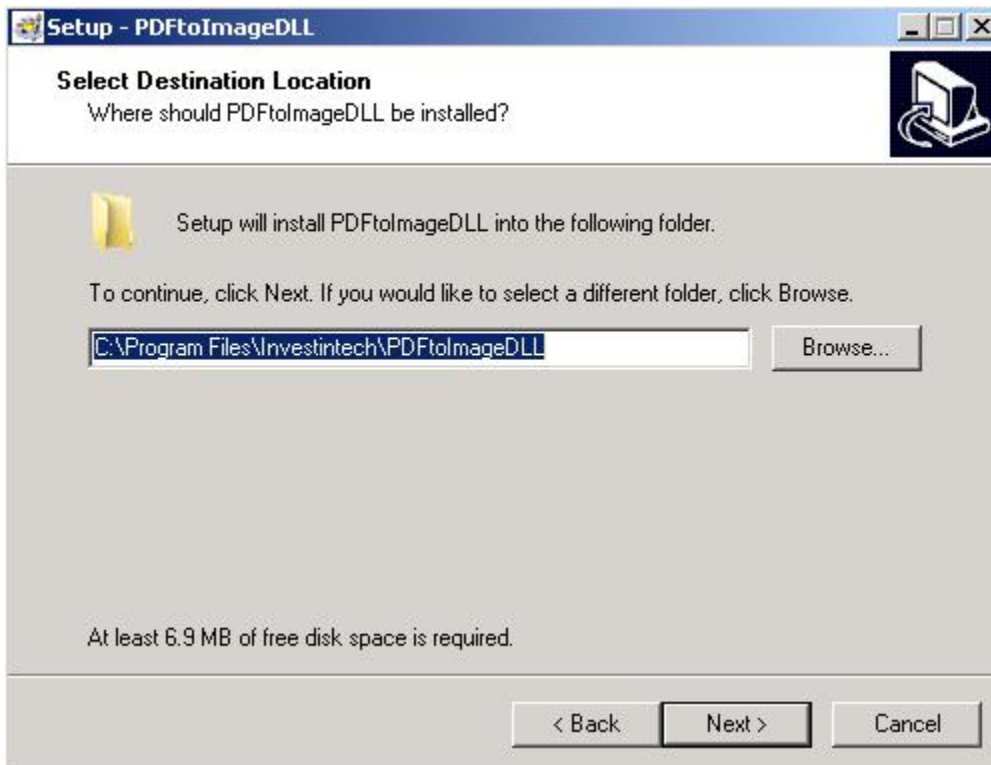 Setup - PDFtoImageDLL
Select Destination Location
Where should PDFtoImageDLL be installed?
Setup will install PDFtoImageDLL into the following folder.
To continue, click Next. If you would like to select a different folder, click Browse.
C:\Program Files\Investintech\PDFtoImageDLL
Browse...
At least 6.9 MB of free disk space is required.
< Back
Next >
Cancel